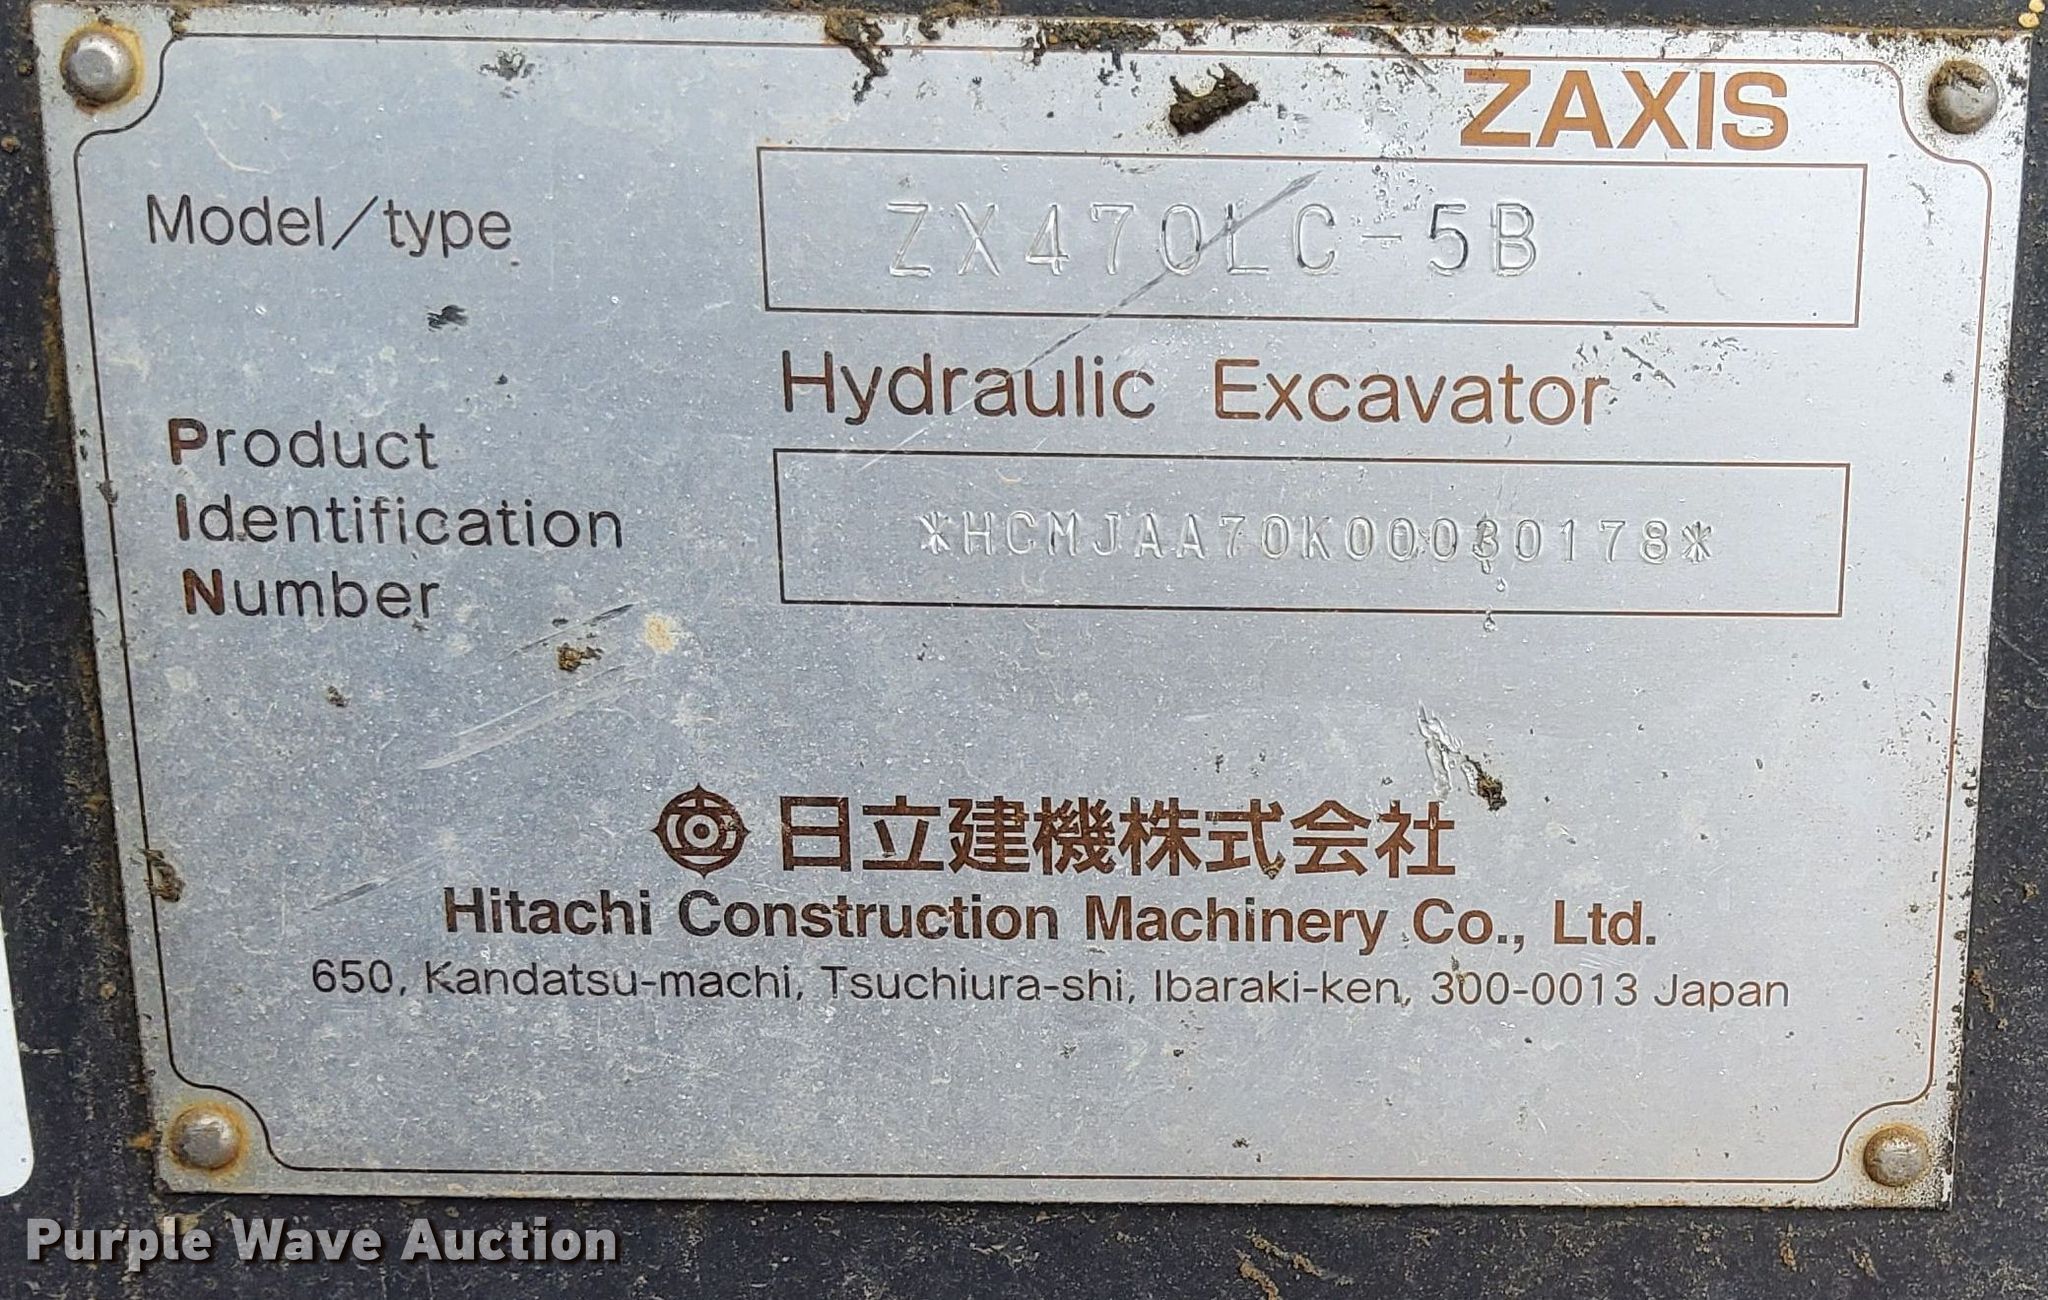 ZAXIS
Model/type
ZX470LC-5B
Hydraulic Excavator
Product
Identification
Number
*HCMJAA70K00030178*
日立建機株式会社
Hitachi Construction Machinery Co., Ltd.
650, Kandatsu-machi, Tsuchiura-shi, Ibaraki-ken, 300-0013 Japan
Purple Wave Auction